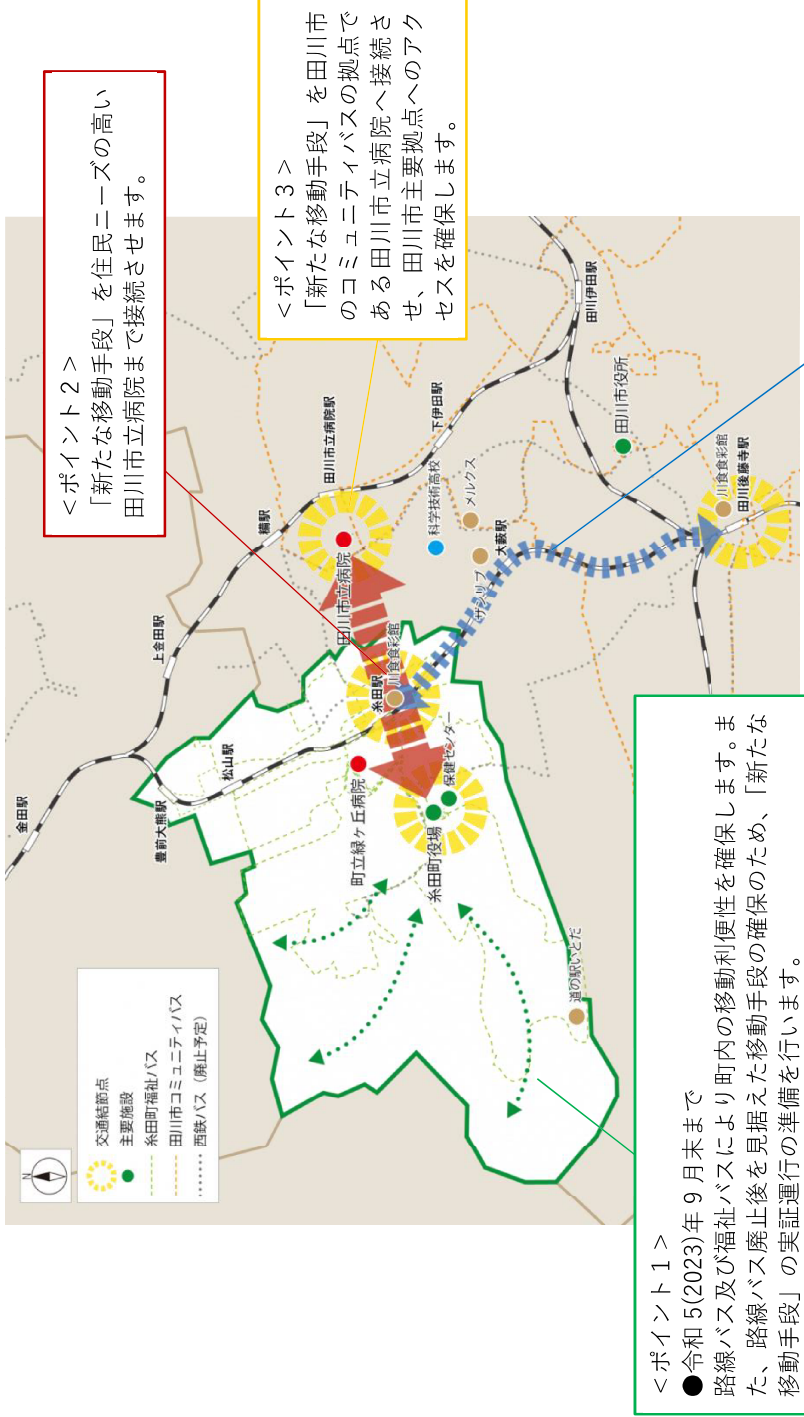 ＜ポイント２＞
「新たな移動手段」を住民ニーズの高い
田川市立病院まで接続させます。
＜ポイント３＞
「新たな移動手段」を田川市
のコミュニティバスの拠点で
ある田川市立病院へ接続さ
せ、田川市主要拠点へのアク
セスを確保します。
N
交通結節点
主要施設
糸田町福祉バス
田川市コミュニティバス
西鉄バス（廃止予定）
金田駅
上金田駅
糒駅
田川市立病院駅
下伊田駅
田川伊田駅
豊前大熊駅
松山駅
糸田駅
川食食彩館
田川市立病院
科学技術高校
メルクス
大藪駅
サンリブ
田川市役所
川食食彩館
田川後藤寺駅
町立緑ヶ丘病院
糸田町役場
保健センター
道の駅いとだ
＜ポイント１＞
●令和 5(2023)年 9 月末まで
路線バス及び福祉バスにより町内の移動利便性を確保します。ま
た、路線バス廃止後を見据えた移動手段の確保のため、「新たな
移動手段」の実証運行の準備を行います。